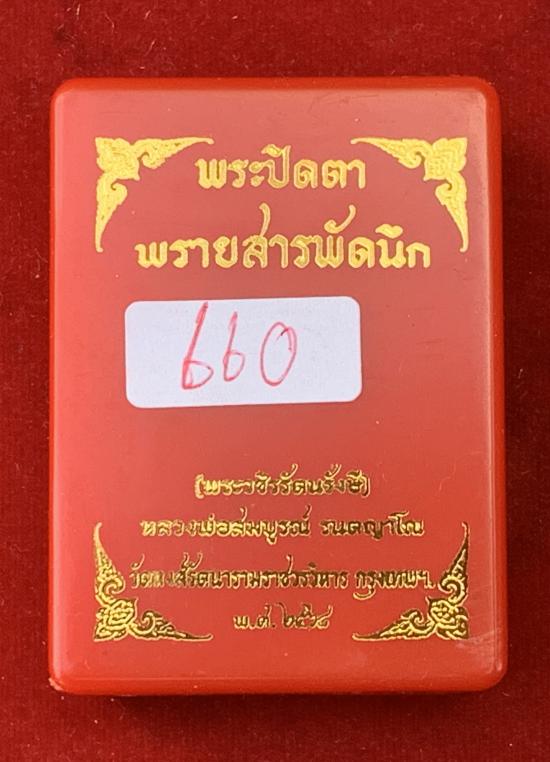 พระปิดตา
พรายสารพัดนึก
660
(พระวชิรรัตนรังษี)
หลวงพ่อสมบูรณ์ รตนญาโณ
วัดหงส์รัตนารามราชวรวิหาร กรุงเทพฯ
พ.ศ. ๒๕๖๔